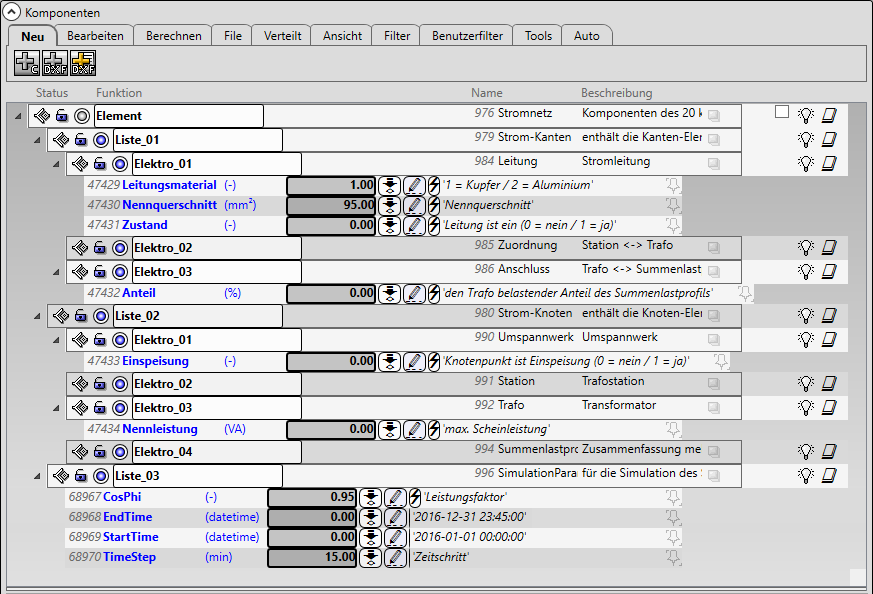 Komponenten
Neu Bearbeiten Berechnen File Verteilt Ansicht Filter Benutzerfilter Tools Auto
C DXF DXF
Status Funktion Name Beschreibung
Element 976 Stromnetz Komponenten des 20 k
Liste_01 979 Strom-Kanten enthält die Kanten-Eler
Elektro_01 984 Leitung Stromleitung
47429 Leitungsmaterial (-) 1.00 '1 = Kupfer / 2 = Aluminium'
47430 Nennquerschnitt (mm²) 95.00 'Nennquerschnitt'
47431 Zustand (-) 0.00 'Leitung ist ein (0 = nein / 1 = ja)'
Elektro_02 985 Zuordnung Station <-> Trafo
Elektro_03 986 Anschluss Trafo <-> Summenlast
47432 Anteil (%) 0.00 'den Trafo belastender Anteil des Summenlastprofils'
Liste_02 980 Strom-Knoten enthält die Knoten-Eler
Elektro_01 990 Umspannwerk Umspannwerk
47433 Einspeisung (-) 0.00 'Knotenpunkt ist Einspeisung (0 = nein / 1 = ja)'
Elektro_02 991 Station Trafostation
Elektro_03 992 Trafo Transformator
47434 Nennleistung (VA) 0.00 'max. Scheinleistung'
Elektro_04 994 Summenlastpro Zusammenfassung me
Liste_03 996 SimulationPara für die Simulation des
68967 CosPhi (-) 0.95 'Leistungsfaktor'
68968 EndTime (datetime) 0.00 '2016-12-31 23:45:00'
68969 StartTime (datetime) 0.00 '2016-01-01 00:00:00'
68970 TimeStep (min) 15.00 'Zeitschritt'